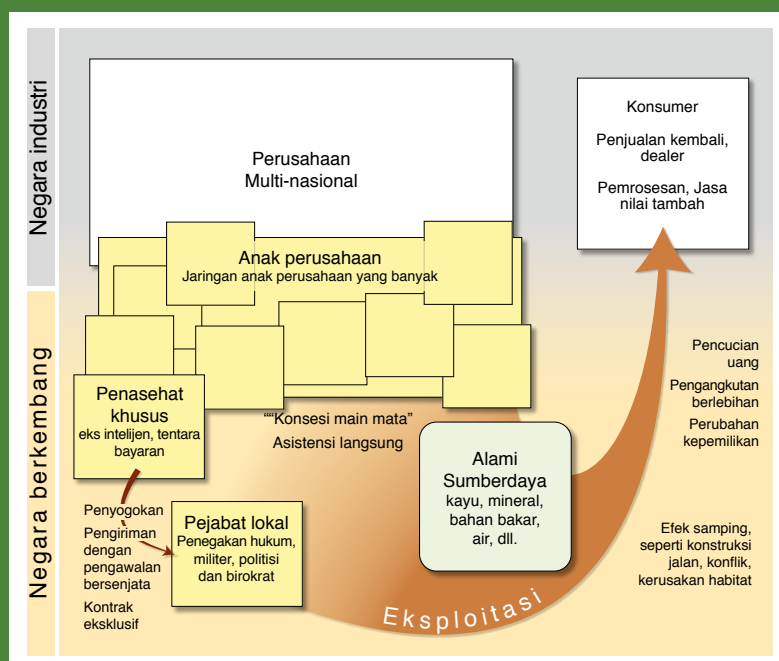 Negara industri
Perusahaan
Multi-nasional
Konsumer
Penjualan kembali,
dealer
Pemrosesan, Jasa
nilai tambah
Anak perusahaan
Jaringan anak perusahaan yang banyak
Negara berkembang
Penasehat
khusus
eks intelijen, tentara
bayaran
""Konsesi main mata"
Asistensi langsung
Pencucian
uang
Pengangkutan
berlebihan
Perubahan
kepemilikan
Alami
Sumberdaya
kayu, mineral,
bahan bakar,
air, dll.
Penyogokan
Pengiriman
dengan
pengawalan
bersenjata
Kontrak
eksklusif
Pejabat lokal
Penegakan hukum,
militer, politisi
dan birokrat
Efek samping,
seperti konstruksi
jalan, konflik,
kerusakan habitat
Eksploitasi